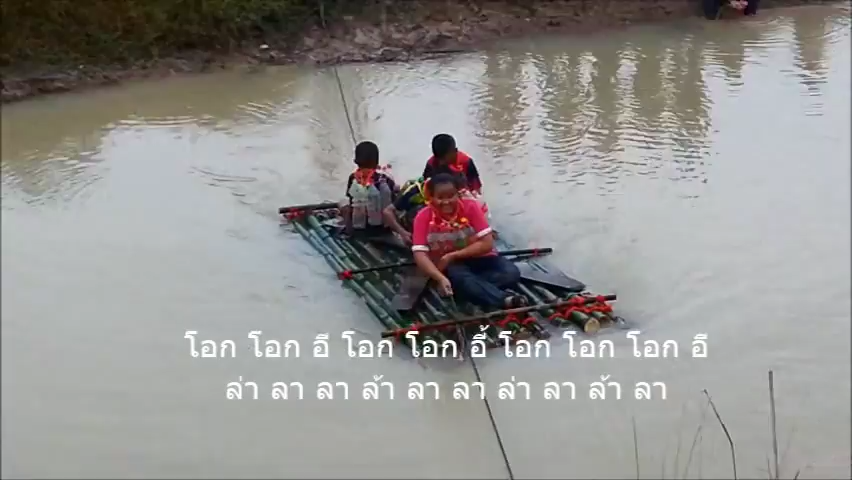 โอก โอก อี โอก โอก อี้ โอก โอก โอก อี
ล่า ลา ลา ล้า ลา ลา ล่า ลา ล้า ลา